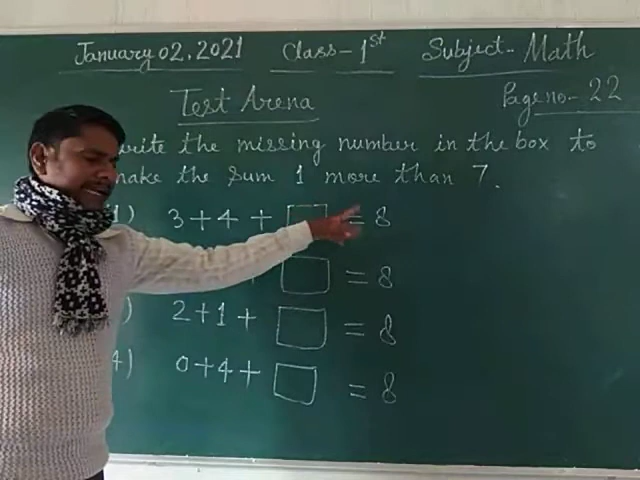 January 02, 2021 Class-1st Subject-Math
Test Arena Page no- 22
write the missing number in the box to
make the sum 1 more than 7.
1) 3+4+ = 8
+ = 8
) 2+1+ = 8
4) 0+4+ = 8